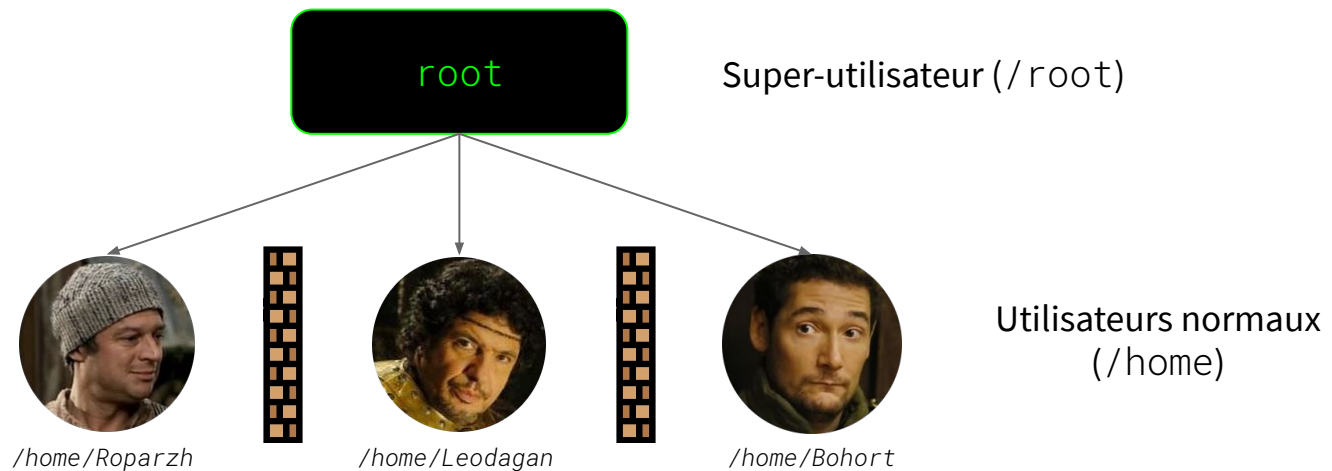 root
Super-utilisateur (/root)
Utilisateurs normaux
(/home)
/home/Roparzh
/home/Leodagan
/home/Bohort